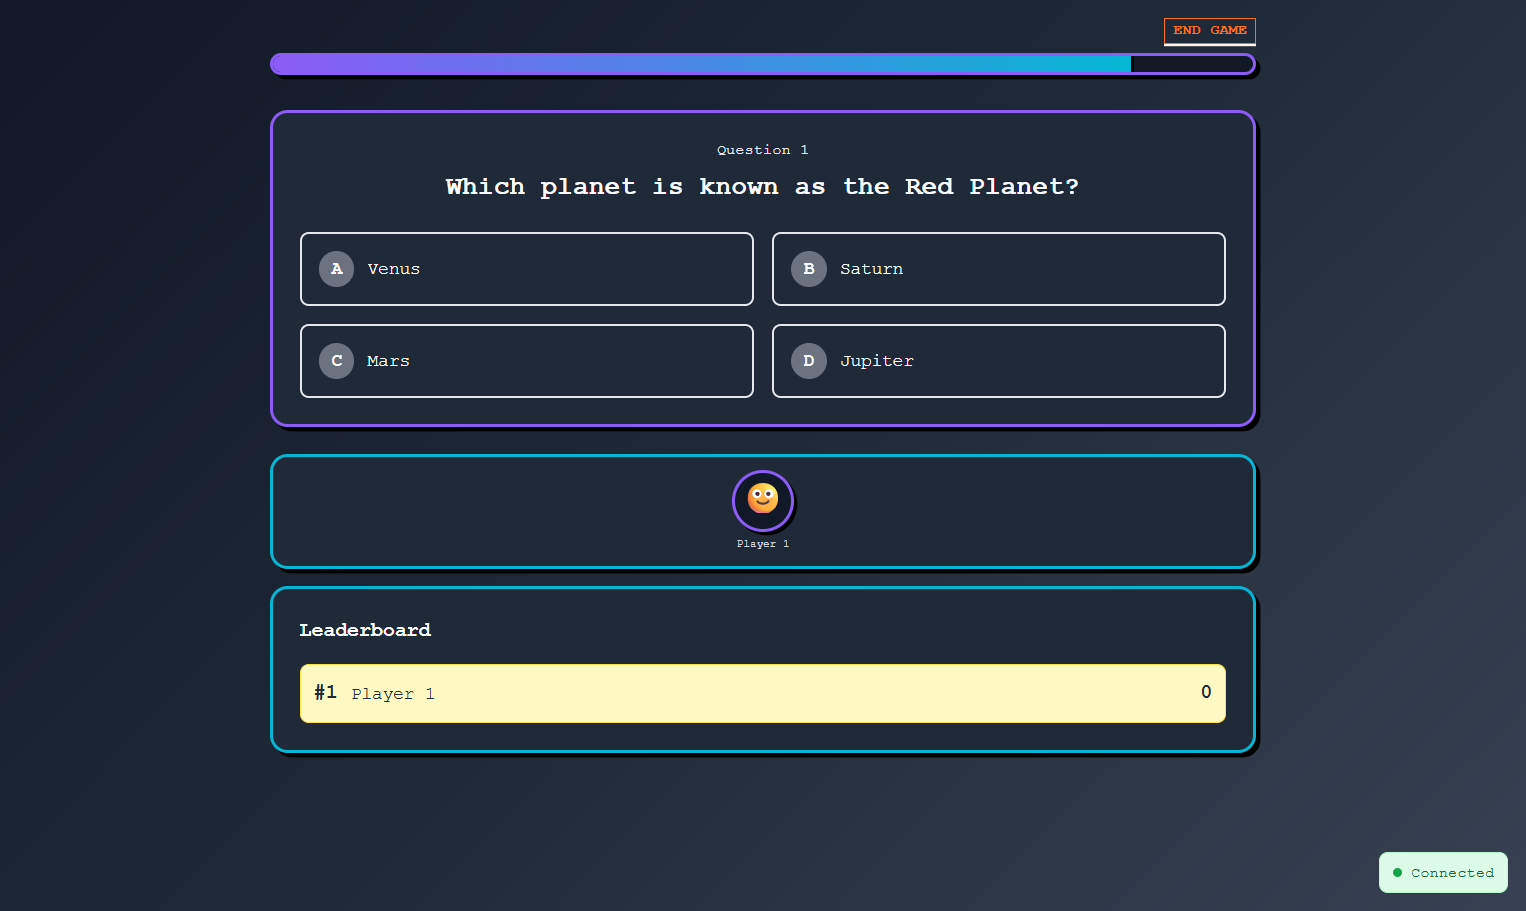 END GAME
Question 1
Which planet is known as the Red Planet?
A Venus
B Saturn
C Mars
D Jupiter
Player 1
Leaderboard
#1 Player 1 0
Connected